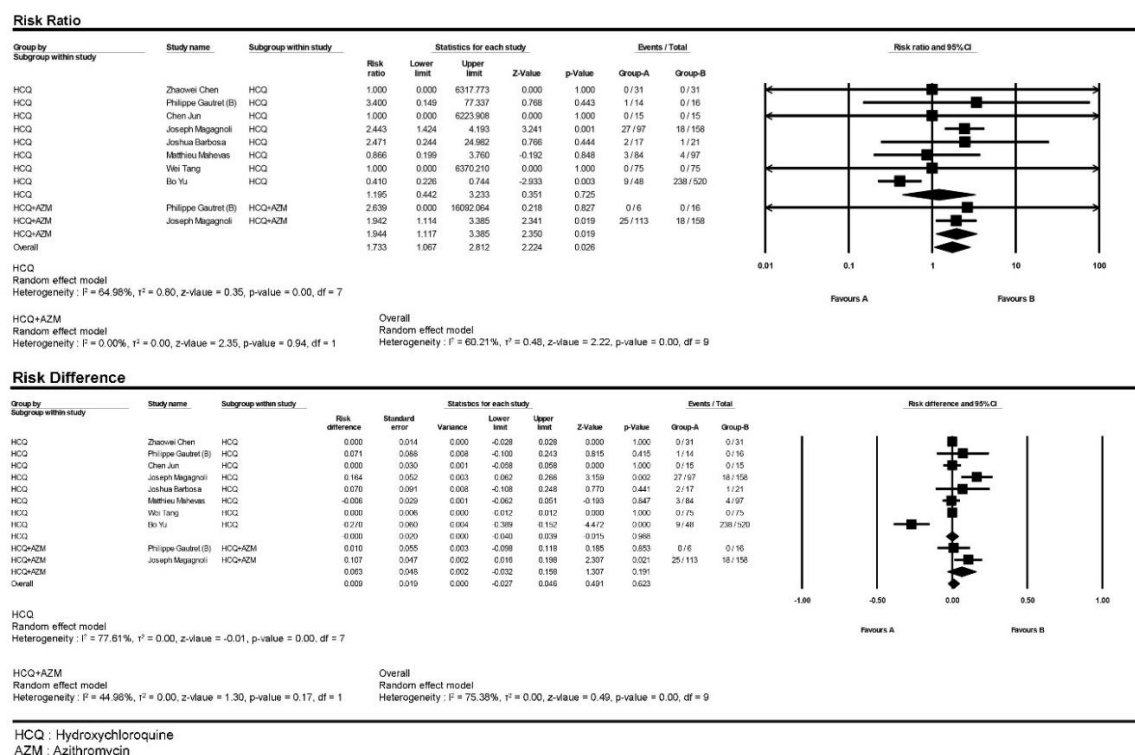 Risk Ratio
Group by Study name Subgroup within study Statistics for each study Events / Total Risk ratio and 95%CI
Subgroup within study
Risk ratio Lower limit Upper limit Z-Value p-Value Group-A Group-B
HCQ Zhaowei Chen HCQ 1.000 0.000 6317.773 0.000 1.000 0 / 31 0 / 31
HCQ Philippe Gautret (B) HCQ 3.400 0.149 77.337 0.768 0.443 1 / 14 0 / 16
HCQ Chen Jun HCQ 1.000 0.000 6223.908 0.000 1.000 0 / 15 0 / 15
HCQ Joseph Magagnoli HCQ 2.443 1.424 4.193 3.241 0.001 27 / 97 18 / 158
HCQ Joshua Barbosa HCQ 2.471 0.244 24.982 0.766 0.444 2 / 17 1 / 21
HCQ Matthieu Mahevas HCQ 0.866 0.199 3.760 -0.192 0.848 3 / 84 4 / 97
HCQ Wei Tang HCQ 1.000 0.000 6370.210 0.000 1.000 0 / 75 0 / 75
HCQ Bo Yu HCQ 0.410 0.226 0.744 -2.933 0.003 9 / 48 238 / 520
HCQ 1.195 0.442 3.233 0.351 0.725
HCQ+AZM Philippe Gautret (B) HCQ+AZM 2.639 0.000 16092.064 0.218 0.827 0 / 6 0 / 16
HCQ+AZM Joseph Magagnoli HCQ+AZM 1.942 1.114 3.385 2.341 0.019 25 / 113 18 / 158
HCQ+AZM 1.944 1.117 3.385 2.350 0.019
Overall 1.733 1.067 2.812 2.224 0.026
0.01 0.1 1 10 100
Favours A Favours B
HCQ
Random effect model
Heterogeneity : I² = 64.98%, τ² = 0.80, z-vlaue = 0.35, p-value = 0.00, df = 7
HCQ+AZM
Random effect model
Heterogeneity : I² = 0.00%, τ² = 0.00, z-vlaue = 2.35, p-value = 0.94, df = 1
Overall
Random effect model
Heterogeneity : I² = 60.21%, τ² = 0.48, z-vlaue = 2.22, p-value = 0.00, df = 9
Risk Difference
Group by Study name Subgroup within study Statistics for each study Events / Total Risk difference and 95%CI
Subgroup within study
Risk difference Standard error Variance Lower limit Upper limit Z-Value p-Value Group-A Group-B
HCQ Zhaowei Chen HCQ 0.000 0.014 0.000 -0.028 0.028 0.000 1.000 0 / 31 0 / 31
HCQ Philippe Gautret (B) HCQ 0.071 0.088 0.008 -0.100 0.243 0.815 0.415 1 / 14 0 / 16
HCQ Chen Jun HCQ 0.000 0.030 0.001 -0.058 0.058 0.000 1.000 0 / 15 0 / 15
HCQ Joseph Magagnoli HCQ 0.164 0.052 0.003 0.062 0.266 3.159 0.002 27 / 97 18 / 158
HCQ Joshua Barbosa HCQ 0.070 0.091 0.008 -0.108 0.248 0.770 0.441 2 / 17 1 / 21
HCQ Matthieu Mahevas HCQ -0.006 0.029 0.001 -0.062 0.051 -0.193 0.847 3 / 84 4 / 97
HCQ Wei Tang HCQ 0.000 0.006 0.000 -0.012 0.012 0.000 1.000 0 / 75 0 / 75
HCQ Bo Yu HCQ -0.270 0.060 0.004 -0.389 -0.152 -4.472 0.000 9 / 48 238 / 520
HCQ -0.000 0.020 0.000 -0.040 0.039 -0.015 0.988
HCQ+AZM Philippe Gautret (B) HCQ+AZM 0.010 0.055 0.003 -0.098 0.118 0.185 0.853 0 / 6 0 / 16
HCQ+AZM Joseph Magagnoli HCQ+AZM 0.107 0.047 0.002 0.016 0.198 2.307 0.021 25 / 113 18 / 158
HCQ+AZM 0.063 0.048 0.002 -0.032 0.158 1.307 0.191
Overall 0.009 0.019 0.000 -0.027 0.046 0.491 0.623
-1.00 -0.50 0.00 0.50 1.00
Favours A Favours B
HCQ
Random effect model
Heterogeneity : I² = 77.61%, τ² = 0.00, z-vlaue = -0.01, p-value = 0.00, df = 7
HCQ+AZM
Random effect model
Heterogeneity : I² = 44.98%, τ² = 0.00, z-vlaue = 1.30, p-value = 0.17, df = 1
Overall
Random effect model
Heterogeneity : I² = 75.38%, τ² = 0.00, z-vlaue = 0.49, p-value = 0.00, df = 9
HCQ : Hydroxychloroquine
AZM : Azithromycin